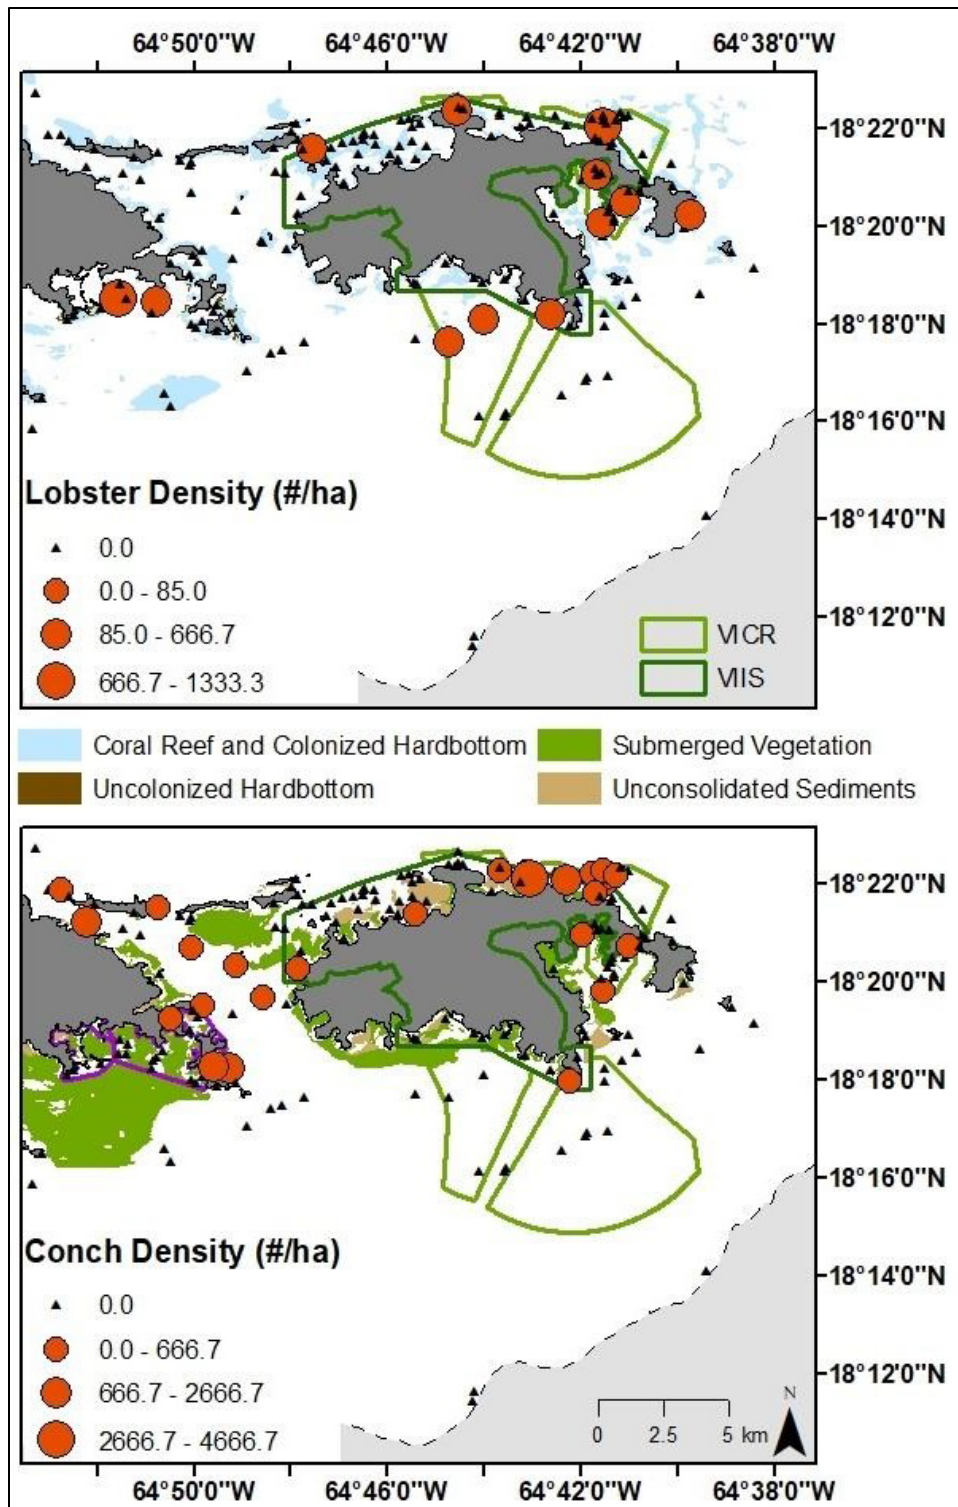 64°50'0"W 64°46'0"W 64°42'0"W 64°38'0"W
18°22'0"N
18°20'0"N
18°18'0"N
18°16'0"N
Lobster Density (#/ha)
18°14'0"N
0.0
0.0 - 85.0
18°12'0"N
85.0 - 666.7
VICR
666.7 - 1333.3
VIIS
Coral Reef and Colonized Hardbottom Submerged Vegetation
Uncolonized Hardbottom Unconsolidated Sediments
18°22'0"N
18°20'0"N
18°18'0"N
18°16'0"N
Conch Density (#/ha)
18°14'0"N
0.0
0.0 - 666.7
18°12'0"N
666.7 - 2666.7
N
2666.7 - 4666.7
0 2.5 5 km
64°50'0"W 64°46'0"W 64°42'0"W 64°38'0"W